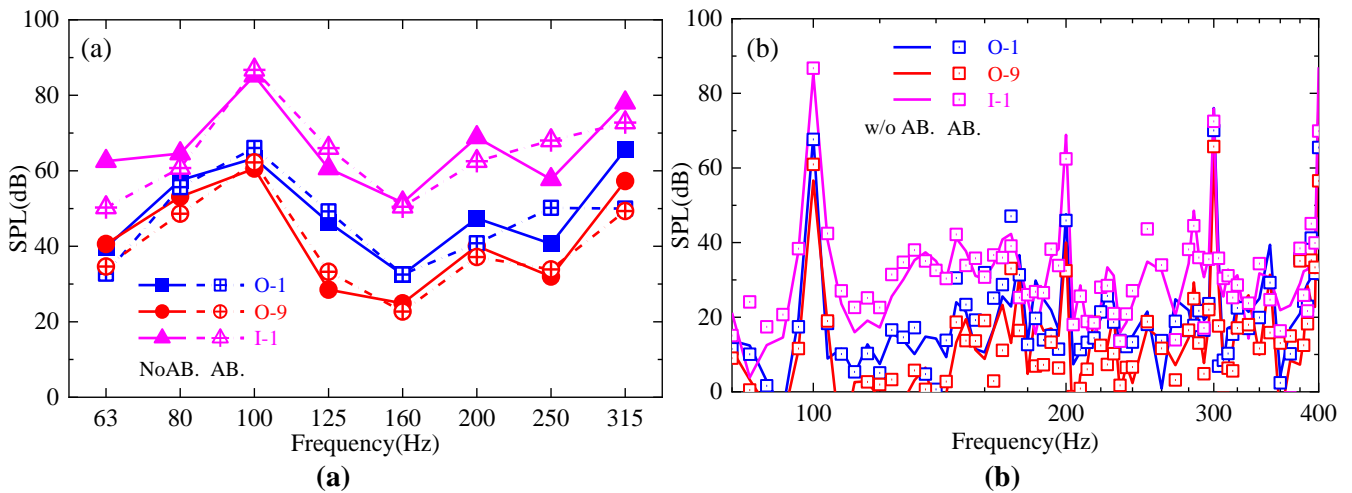 (a)
SPL(dB)
100
80
60
40
20
0
O-1
O-9
I-1
NoAB. AB.
63 80 100 125 160 200 250 315
Frequency(Hz)
(a)
(b)
SPL(dB)
100
80
60
40
20
0
O-1
O-9
I-1
w/o AB. AB.
100 200 300 400
Frequency(Hz)
(b)